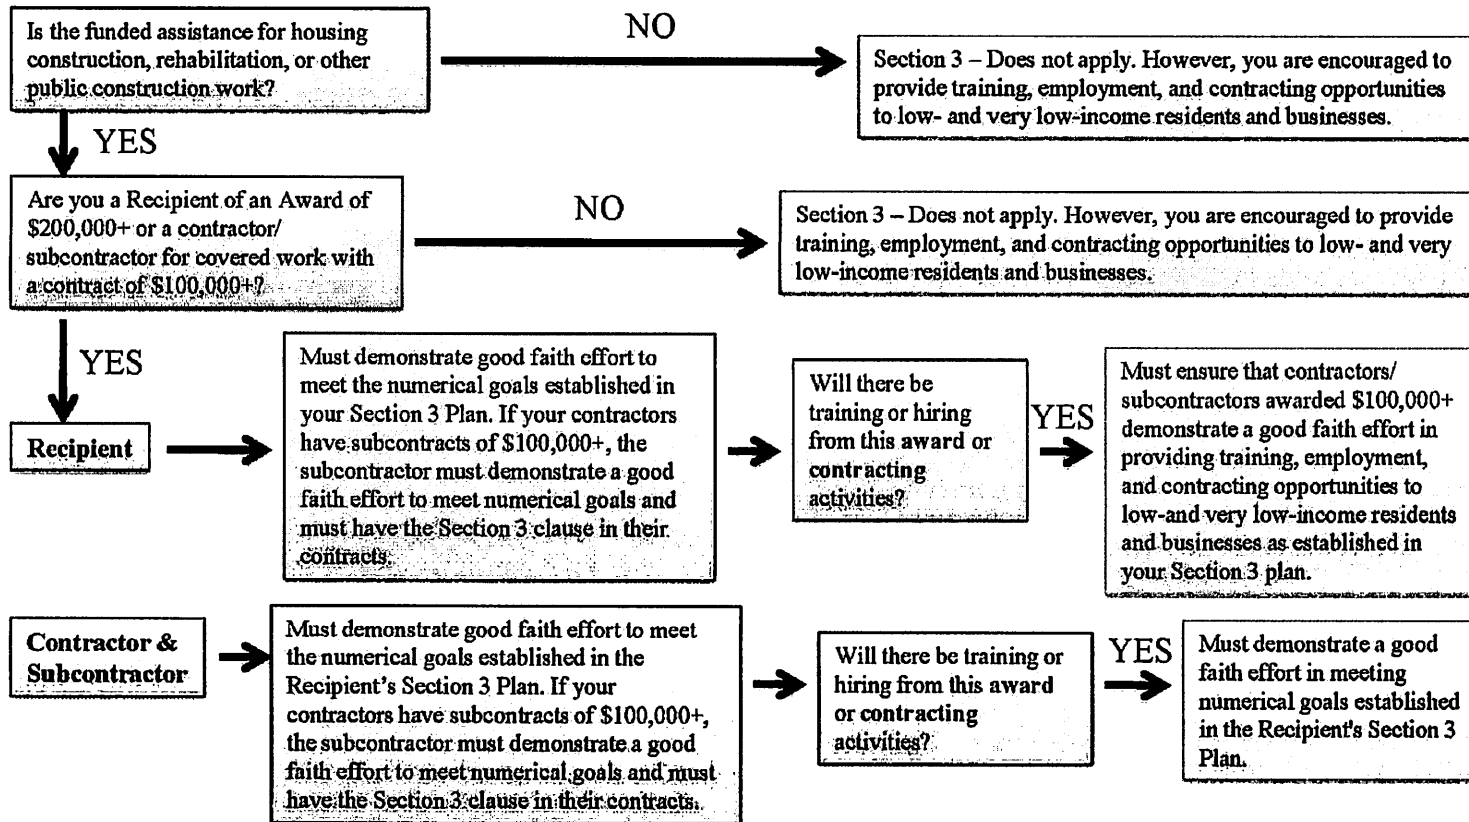 Is the funded assistance for housing
construction, rehabilitation, or other
public construction work?
NO
Section 3 – Does not apply. However, you are encouraged to
provide training, employment, and contracting opportunities
to low- and very low-income residents and businesses.
YES
Are you a Recipient of an Award of
$200,000+ or a contractor/
subcontractor for covered work with
a contract of $100,000+?
NO
Section 3 – Does not apply. However, you are encouraged to provide
training, employment, and contracting opportunities to low- and very
low-income residents and businesses.
YES
Recipient
Must demonstrate good faith effort to
meet the numerical goals established in
your Section 3 Plan. If your contractors
have subcontracts of $100,000+, the
subcontractor must demonstrate a good
faith effort to meet numerical goals and
must have the Section 3 clause in their
contracts.
Will there be
training or hiring
from this award or
contracting
activities?
YES
Must ensure that contractors/
subcontractors awarded $100,000+
demonstrate a good faith effort in
providing training, employment,
and contracting opportunities to
low-and very low-income residents
and businesses as established in
your Section 3 plan.
Contractor &
Subcontractor
Must demonstrate good faith effort to meet
the numerical goals established in the
Recipient's Section 3 Plan. If your
contractors have subcontracts of $100,000+,
the subcontractor must demonstrate a good
faith effort to meet numerical goals and must
have the Section 3 clause in their contracts.
Will there be training or
hiring from this award
or contracting
activities?
YES
Must demonstrate a good
faith effort in meeting
numerical goals established
in the Recipient's Section 3
Plan.